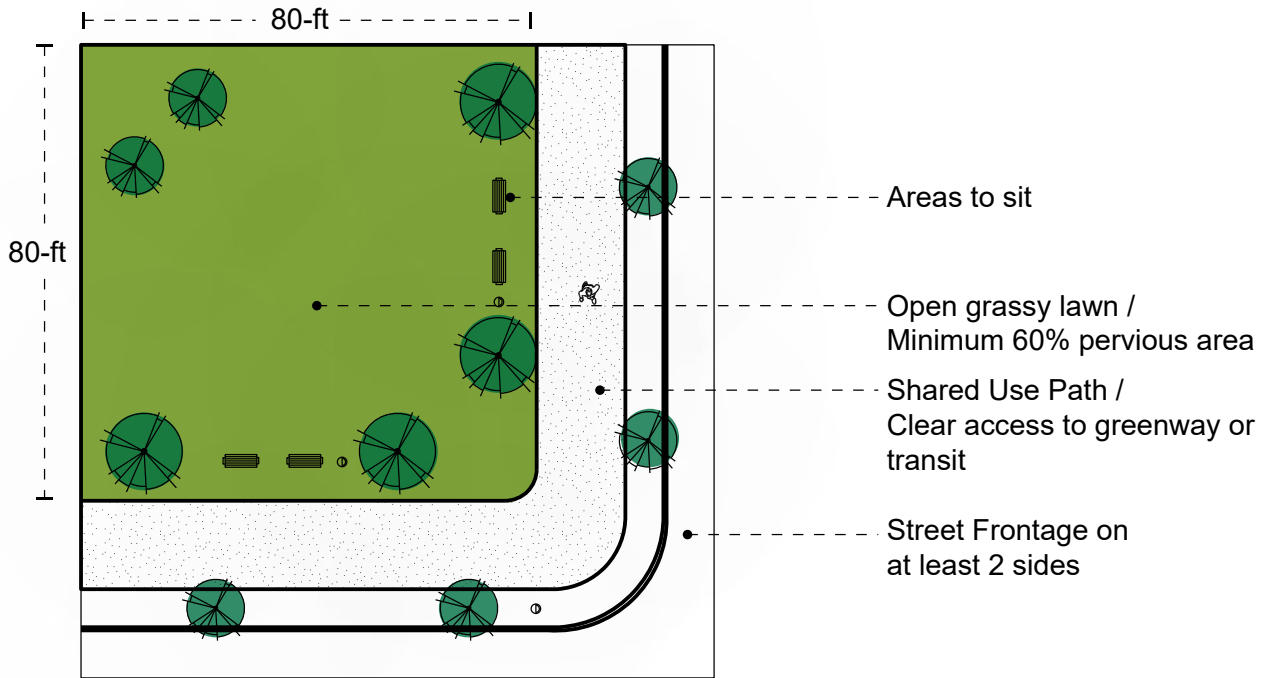 80-ft
80-ft
Areas to sit
Open grassy lawn /
Minimum 60% pervious area
Shared Use Path /
Clear access to greenway or
transit
Street Frontage on
at least 2 sides